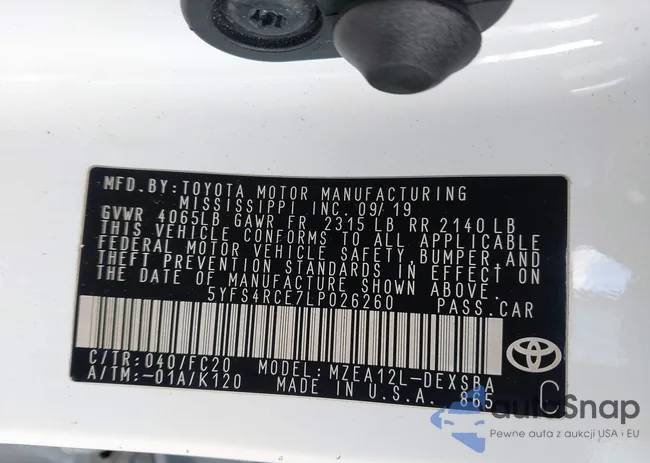 MFD. BY: TOYOTA MOTOR MANUFACTURING
MISSISSIPPI INC. 09/19
GVWR 4065LB GAWR FR 2315 LB RR 2140 LB
THIS VEHICLE CONFORMS TO ALL APPLICABLE
FEDERAL MOTOR VEHICLE SAFETY, BUMPER, AND
THEFT PREVENTION STANDARDS IN EFFECT ON
THE DATE OF MANUFACTURE SHOWN ABOVE.
5YFS4RCE7LP026260 PASS. CAR
C/TR: 040/FC20 MODEL: MZEA12L-DEXSBA
A/TM: -01A/K120 MADE IN U.S.A. 865
C
TOYOTA
autoSnap
Pewne auta z aukcji USA i EU